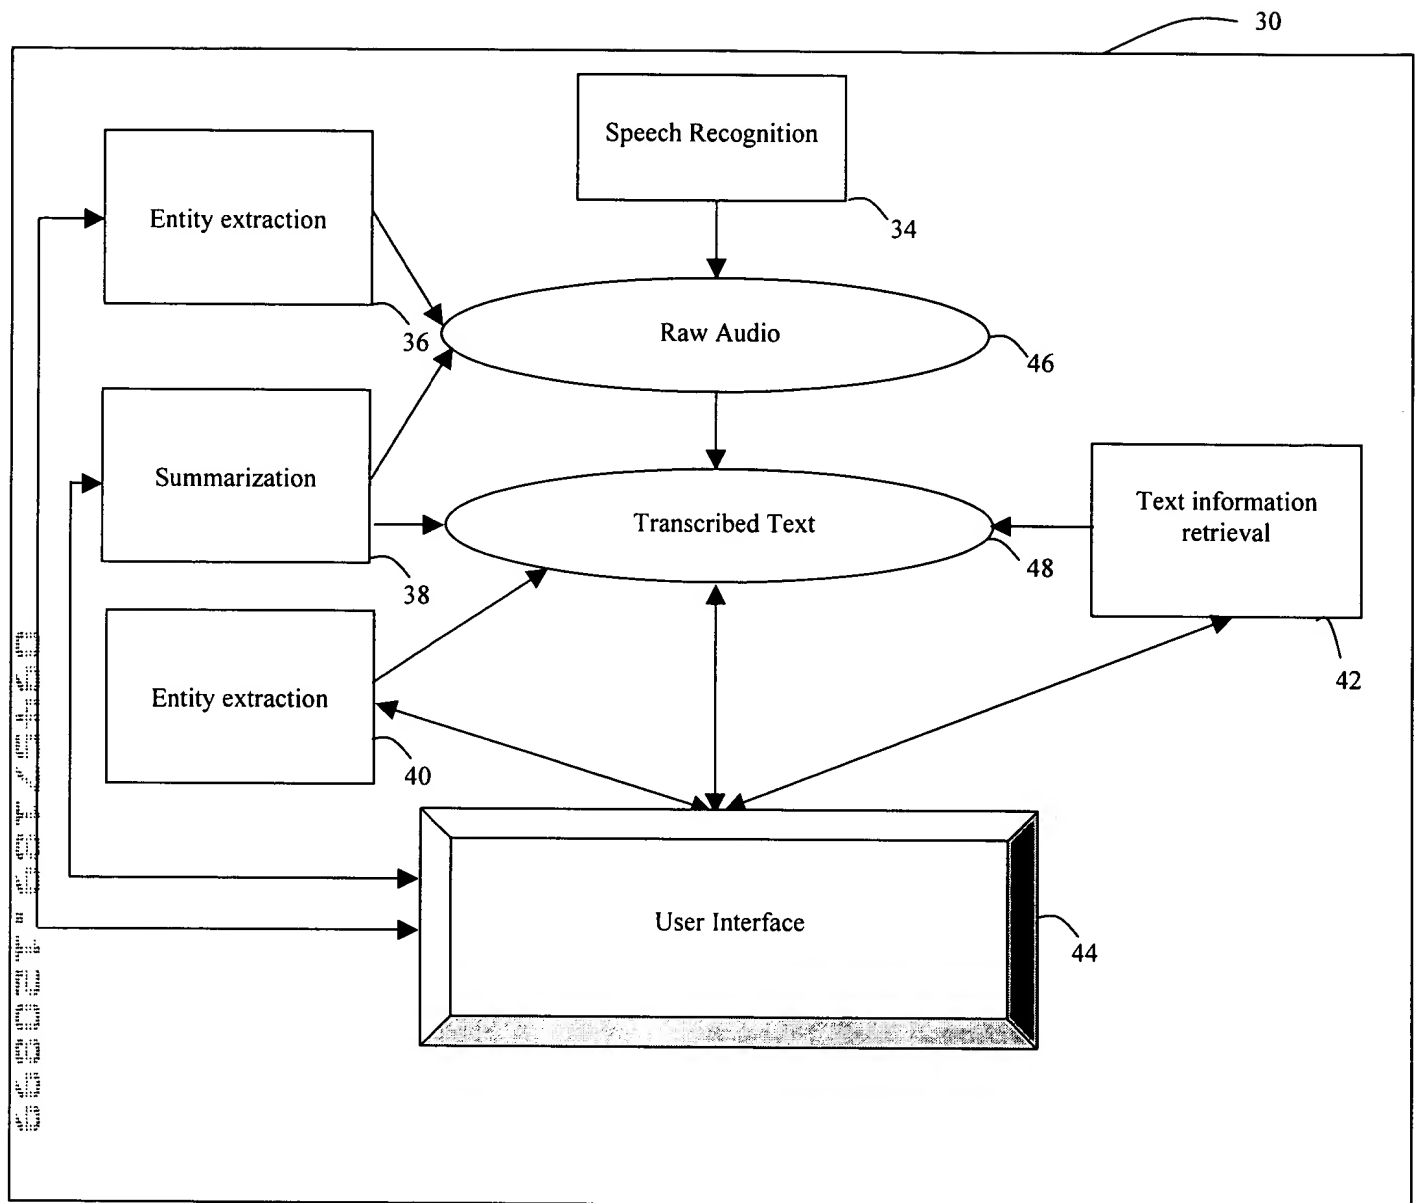 30
Speech Recognition
34
Entity extraction
36
Raw Audio
46
Summarization
38
Transcribed Text
48
Text information
retrieval
42
Entity extraction
40
User Interface
44